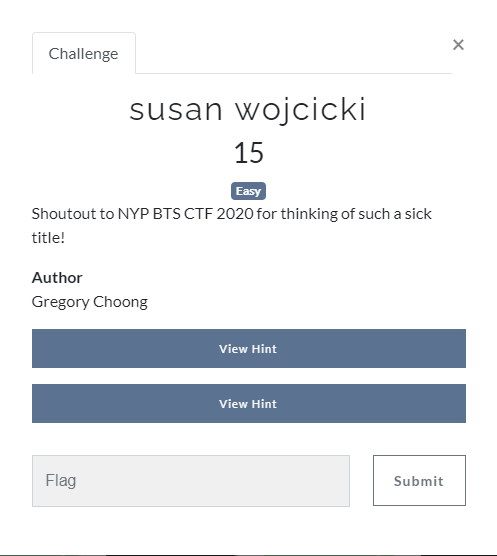 Challenge
×
susan wojcicki
15
Easy
Shoutout to NYP BTS CTF 2020 for thinking of such a sick
title!
Author
Gregory Choong
View Hint
View Hint
Flag
Submit